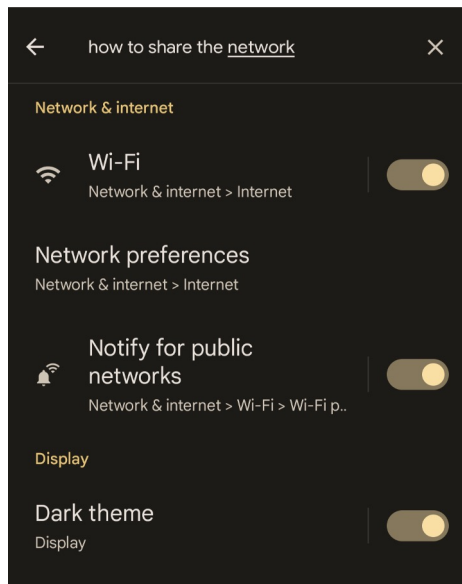 how to share the network
Network & internet
Wi-Fi
Network & internet > Internet
Network preferences
Network & internet > Internet
Notify for public
networks
Network & internet > Wi-Fi > Wi-Fi p..
Display
Dark theme
Display